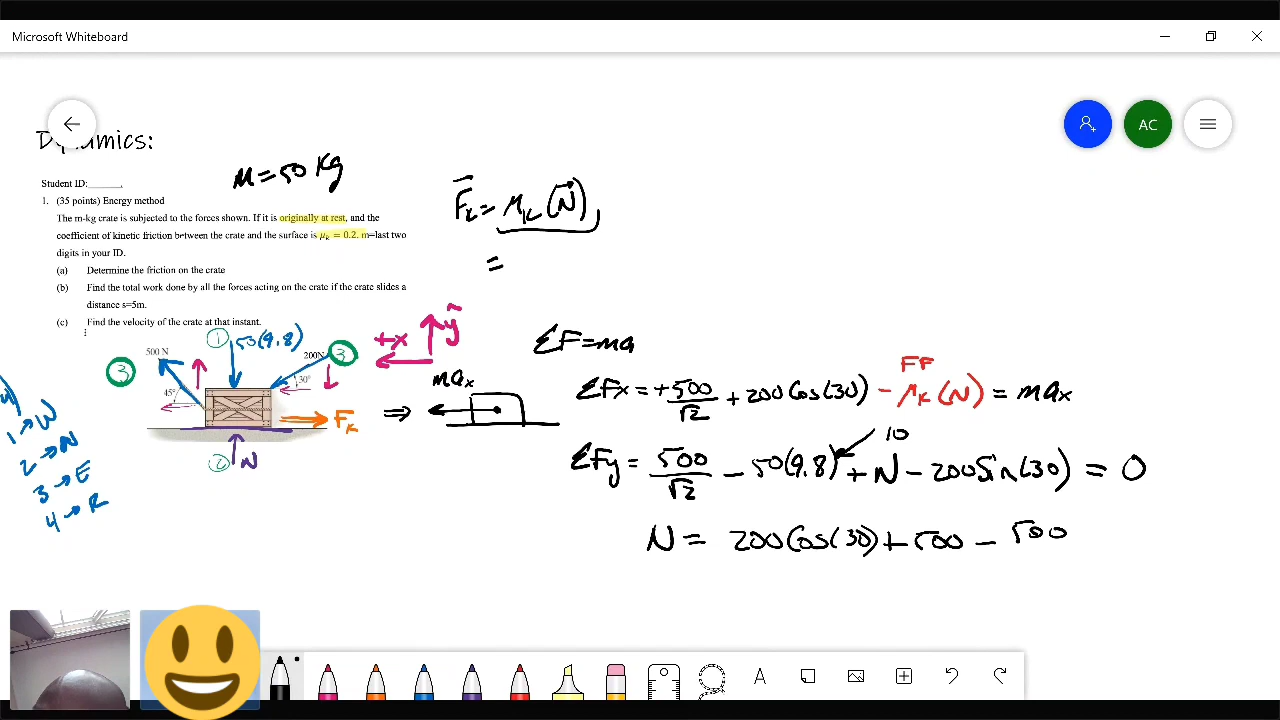 Microsoft Whiteboard
Dynamics:
AC
M = 50 Kg
Student ID:______.
1. (35 points) Energy method
The m-kg crate is subjected to the forces shown. If it is originally at rest, and the
coefficient of kinetic friction between the crate and the surface is μk = 0.2. m=last two
digits in your ID.
(a) Determine the friction on the crate
(b) Find the total work done by all the forces acting on the crate if the crate slides a
distance s=5m.
(c) Find the velocity of the crate at that instant.
Fk = μk (N)
=
① 50(9.8)
500 N
200N ③
③
45°
30°
+x
y
Fk
② N
max
⇒
1 → W
2 → N
3 → E
4 → R
ΣF = ma
FF
ΣFx = +500/√2 + 200 Cos(30) − μk (N) = max
10
ΣFy = 500/√2 − 50(9.8) + N − 200 Sin(30) = 0
N = 200 Cos(30) + 500 − 500